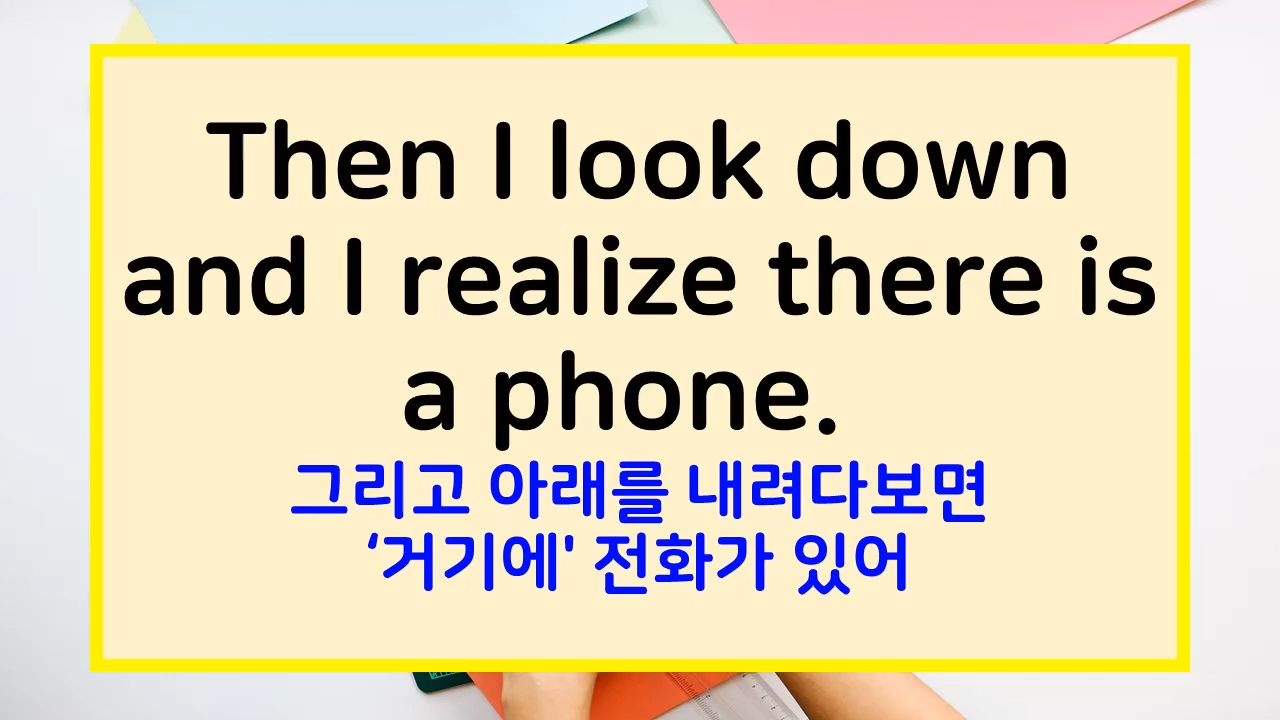 Then I look down
and I realize there is
a phone.
그리고 아래를 내려다보면
‘거기에' 전화가 있어